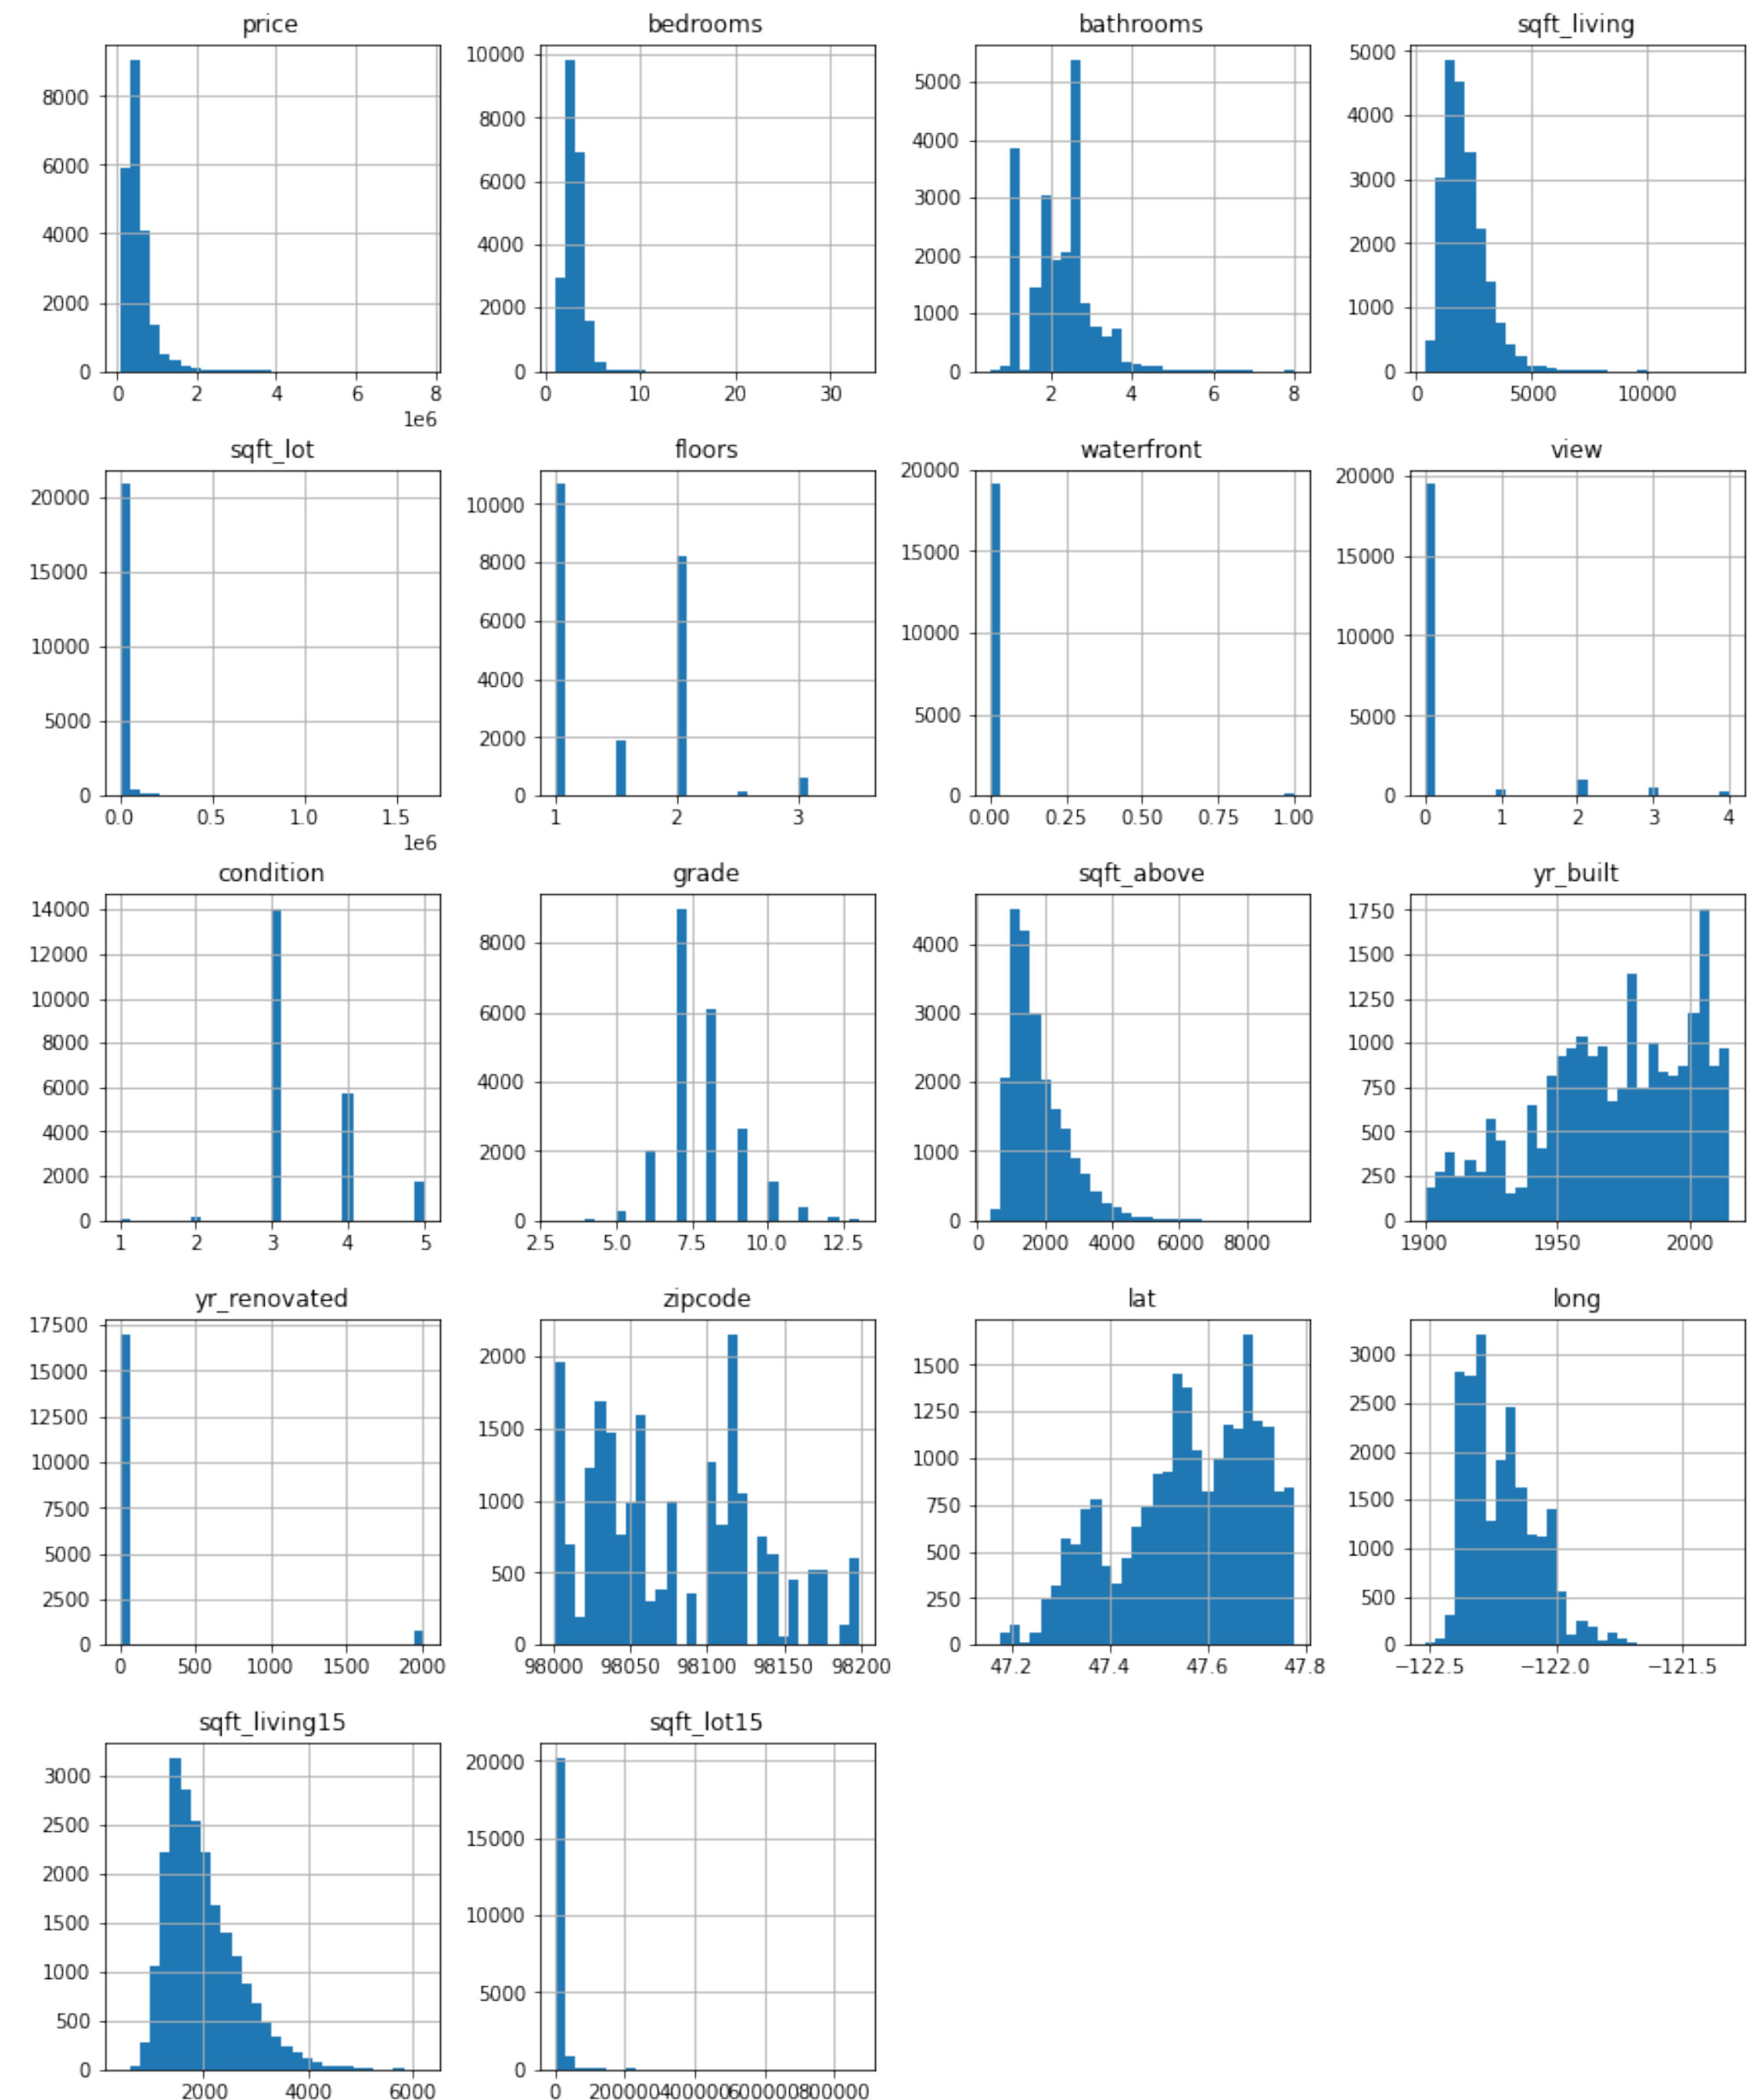 price
8000
6000
4000
2000
0
0 2 4 6 8
1e6
bedrooms
10000
8000
6000
4000
2000
0
0 10 20 30
bathrooms
5000
4000
3000
2000
1000
0
2 4 6 8
sqft_living
5000
4000
3000
2000
1000
0
0 5000 10000
sqft_lot
20000
15000
10000
5000
0
0.0 0.5 1.0 1.5
1e6
floors
10000
8000
6000
4000
2000
0
1 2 3
waterfront
20000
15000
10000
5000
0
0.00 0.25 0.50 0.75 1.00
view
20000
15000
10000
5000
0
0 1 2 3 4
condition
14000
12000
10000
8000
6000
4000
2000
0
1 2 3 4 5
grade
8000
6000
4000
2000
0
2.5 5.0 7.5 10.0 12.5
sqft_above
4000
3000
2000
1000
0
0 2000 4000 6000 8000
yr_built
1750
1500
1250
1000
750
500
250
0
1900 1950 2000
yr_renovated
17500
15000
12500
10000
7500
5000
2500
0
0 500 1000 1500 2000
zipcode
2000
1500
1000
500
0
98000 98050 98100 98150 98200
lat
1500
1250
1000
750
500
250
0
47.2 47.4 47.6 47.8
long
3000
2500
2000
1500
1000
500
0
−122.5 −122.0 −121.5
sqft_living15
3000
2500
2000
1500
1000
500
0
2000 4000 6000
sqft_lot15
20000
15000
10000
5000
0
0 200000 400000 600000 800000